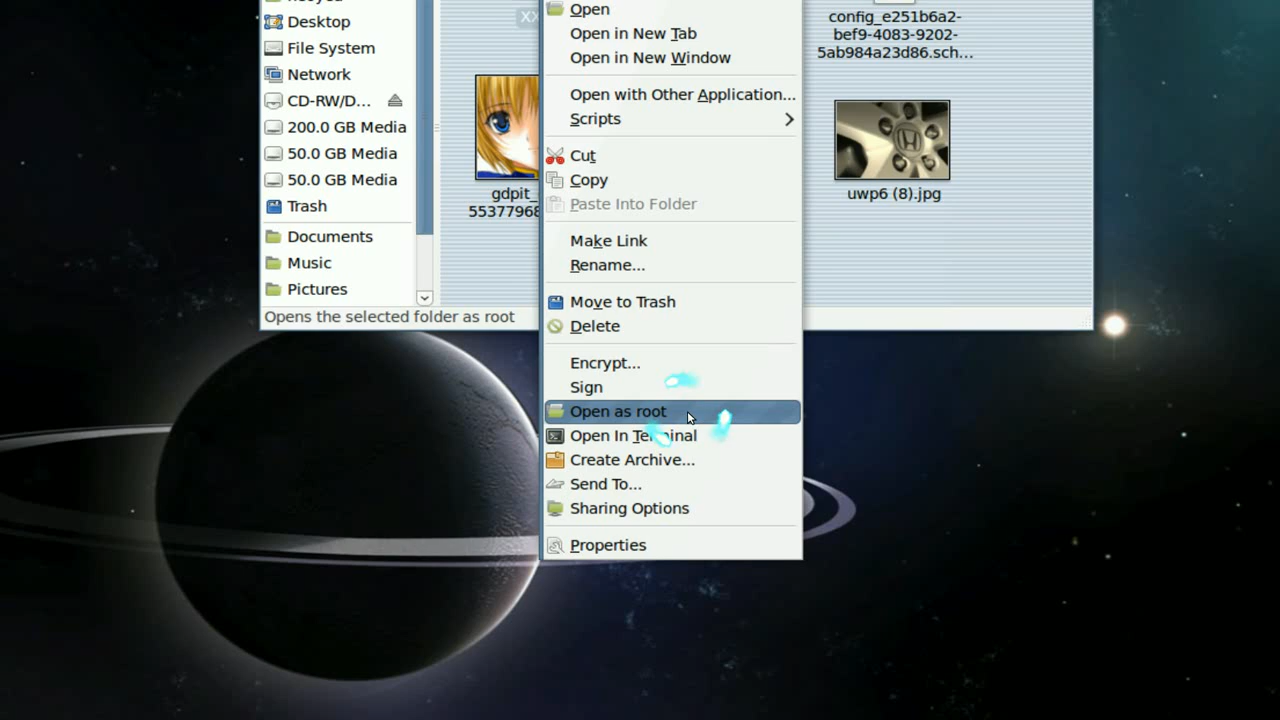 Desktop
File System
Network
CD-RW/D...
200.0 GB Media
50.0 GB Media
50.0 GB Media
Trash
Documents
Music
Pictures
Opens the selected folder as root
gdpit_
55377968
Open
Open in New Tab
Open in New Window
Open with Other Application...
Scripts
Cut
Copy
Paste Into Folder
Make Link
Rename...
Move to Trash
Delete
Encrypt...
Sign
Open as root
Open In Terminal
Create Archive...
Send To...
Sharing Options
Properties
config_e251b6a2-
bef9-4083-9202-
5ab984a23d86.sch...
uwp6 (8).jpg